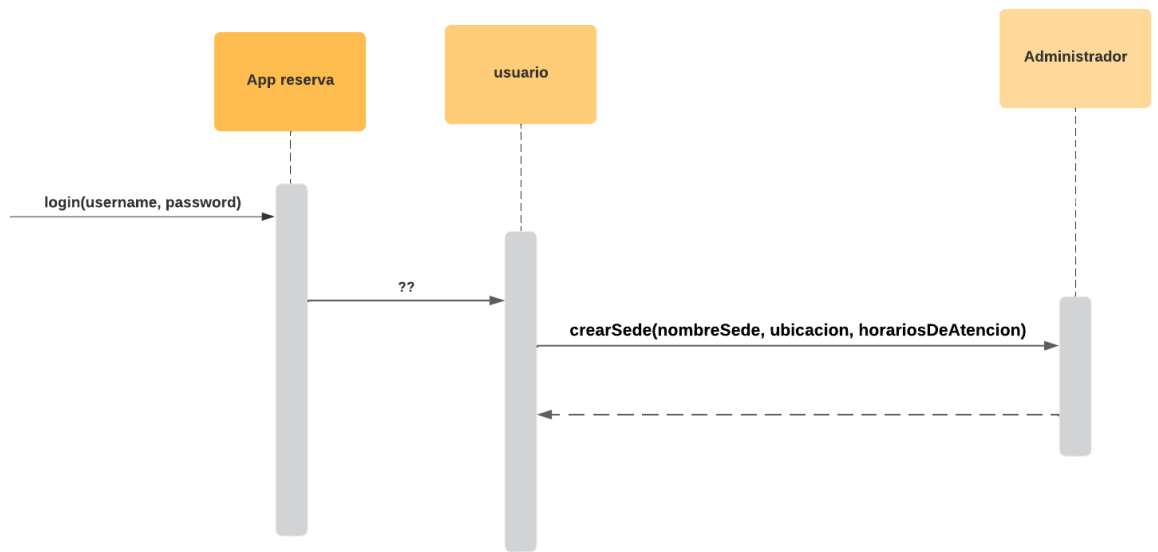 App reserva
usuario
Administrador
login(username, password)
??
crearSede(nombreSede, ubicacion, horariosDeAtencion)